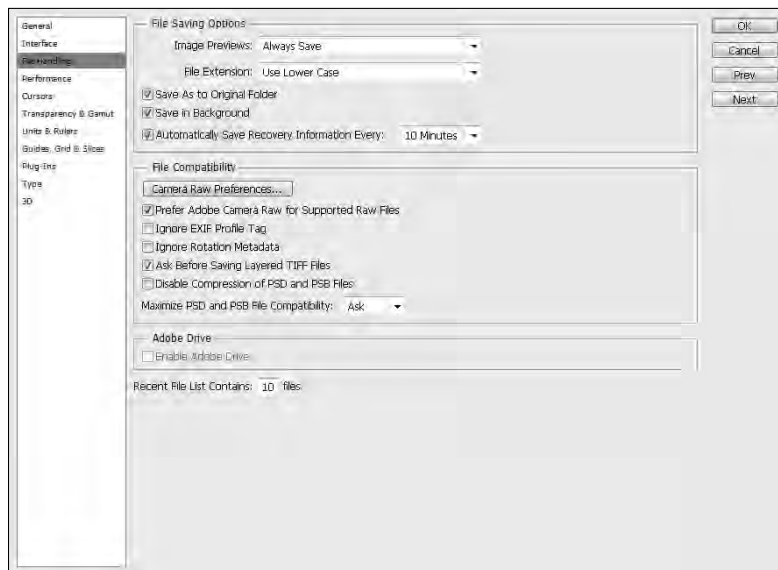 General
Interface
File Handling
Performance
Cursors
Transparency & Gamut
Units & Rulers
Guides, Grid & Slices
Plug-Ins
Type
3D
File Saving Options
Image Previews: Always Save
File Extension: Use Lower Case
Save As to Original Folder
Save in Background
Automatically Save Recovery Information Every: 10 Minutes
File Compatibility
Camera Raw Preferences...
Prefer Adobe Camera Raw for Supported Raw Files
Ignore EXIF Profile Tag
Ignore Rotation Metadata
Ask Before Saving Layered TIFF Files
Disable Compression of PSD and PSB Files
Maximize PSD and PSB File Compatibility: Ask
Adobe Drive
Enable Adobe Drive
Recent File List Contains: 10 files
OK
Cancel
Prev
Next